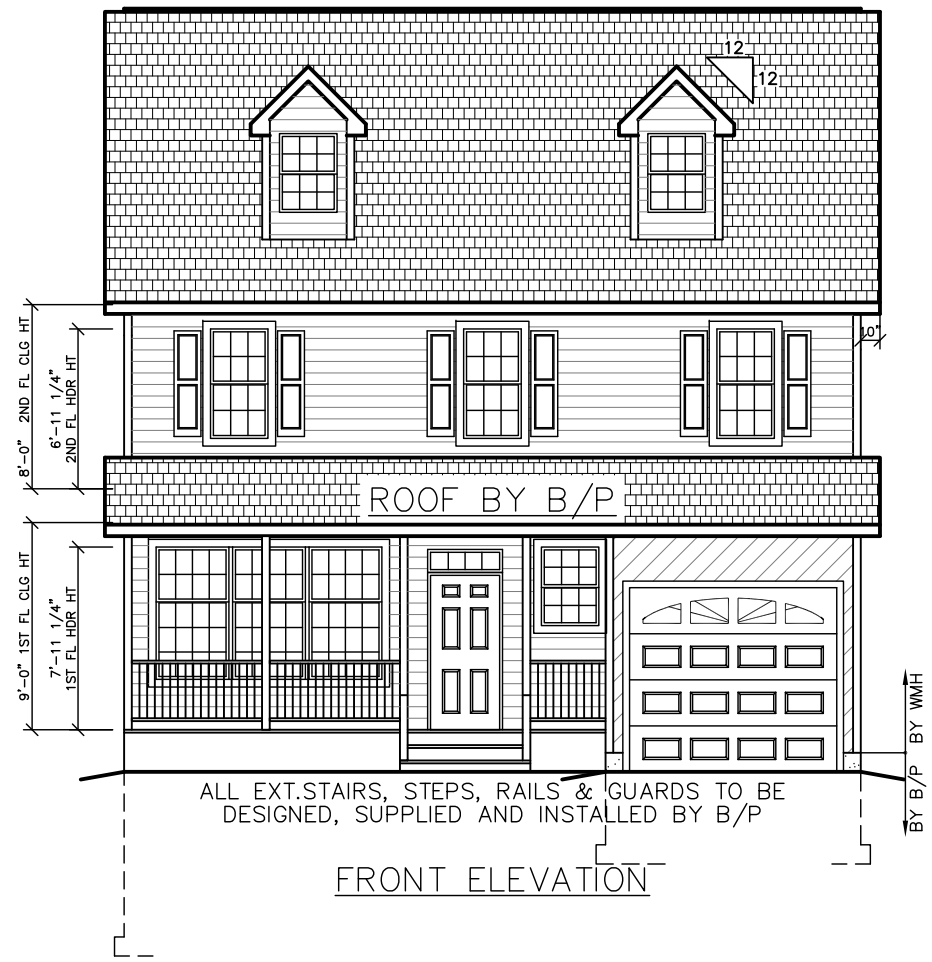 12
12
10"
8'-0" 2ND FL CLG HT
6'-11 1/4"
2ND FL HDR HT
ROOF BY B/P
9'-0" 1ST FL CLG HT
7'-11 1/4"
1ST FL HDR HT
BY WMH
BY B/P
ALL EXT.STAIRS, STEPS, RAILS & GUARDS TO BE
DESIGNED, SUPPLIED AND INSTALLED BY B/P
FRONT ELEVATION